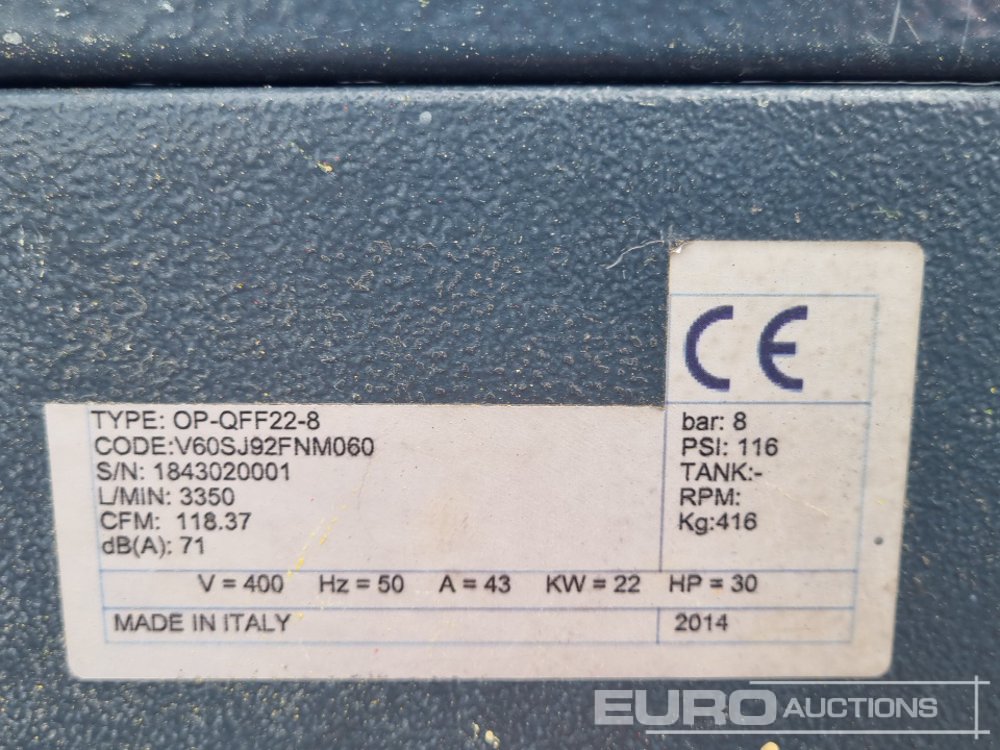 CE
TYPE: OP-QFF22-8
CODE:V60SJ92FNM060
S/N: 1843020001
L/MIN: 3350
CFM: 118.37
dB(A): 71
bar: 8
PSI: 116
TANK:-
RPM:
Kg:416
V = 400 Hz = 50 A = 43 KW = 22 HP = 30
MADE IN ITALY 2014
EURO AUCTIONS